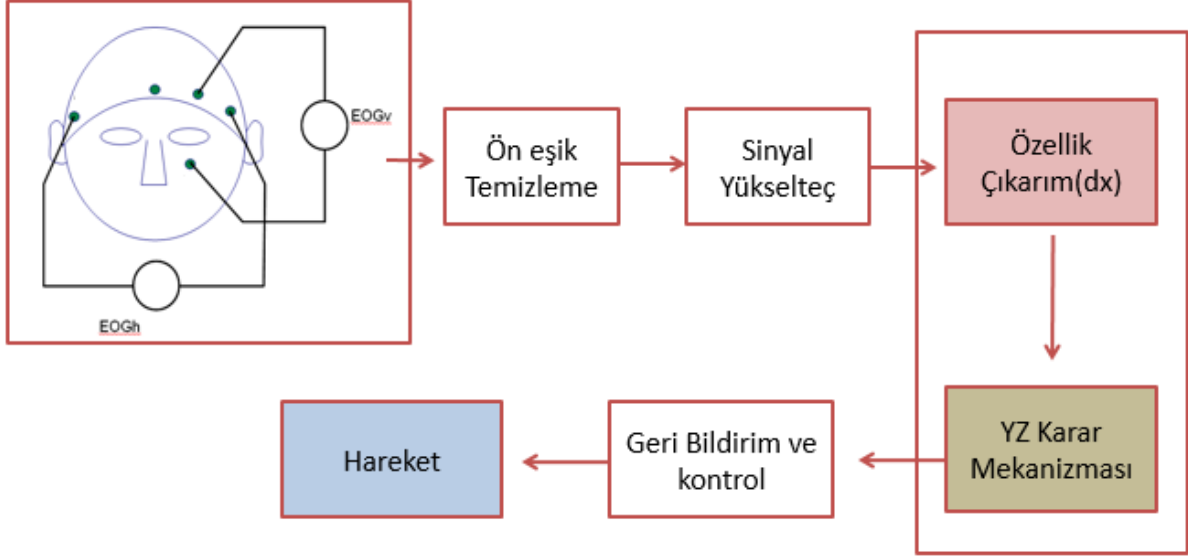 EOGv
EOGh
Ön eşik
Temizleme
Sinyal
Yükselteç
Özellik
Çıkarım(dx)
YZ Karar
Mekanizması
Geri Bildirim ve
kontrol
Hareket